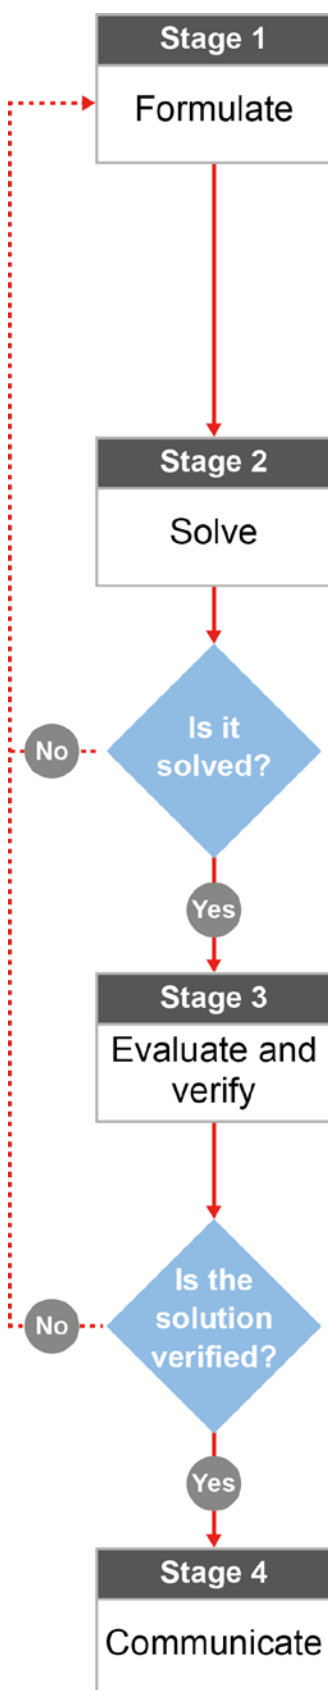 Stage 1
Formulate
Stage 2
Solve
Is it
solved?
No
Yes
Stage 3
Evaluate and
verify
Is the
solution
verified?
No
Yes
Stage 4
Communicate